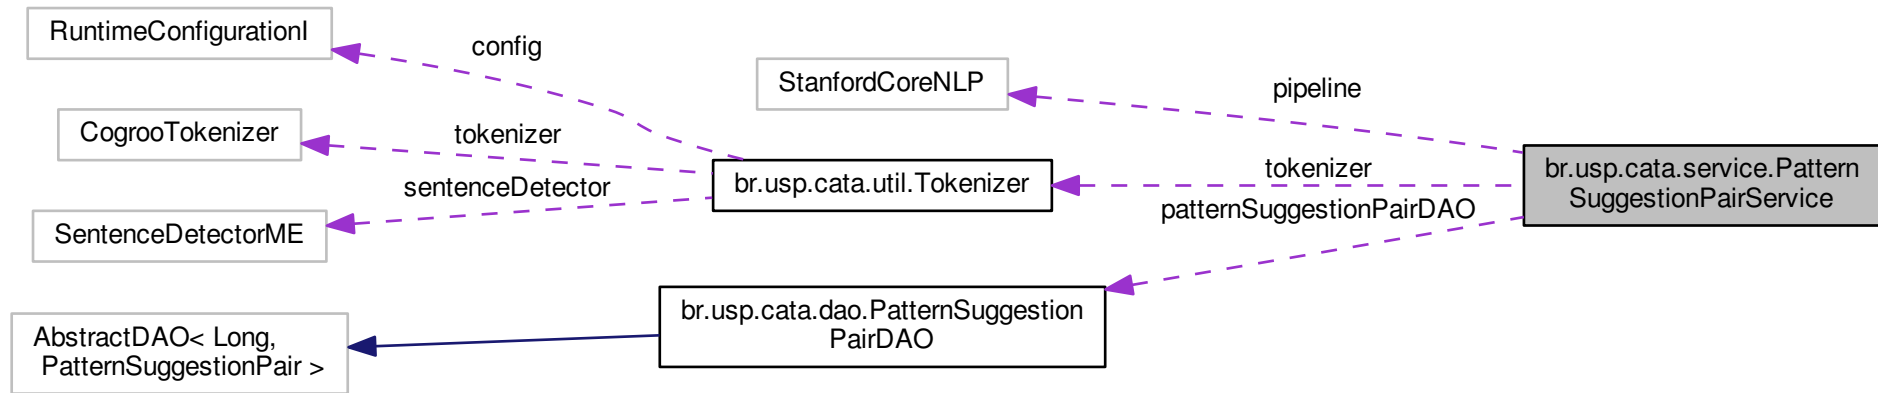 RuntimeConfigurationI
config
StanfordCoreNLP
pipeline
CogrooTokenizer
tokenizer
br.usp.cata.util.Tokenizer
tokenizer
br.usp.cata.service.Pattern
SuggestionPairService
sentenceDetector
patternSuggestionPairDAO
SentenceDetectorME
br.usp.cata.dao.PatternSuggestion
PairDAO
AbstractDAO< Long,
PatternSuggestionPair >